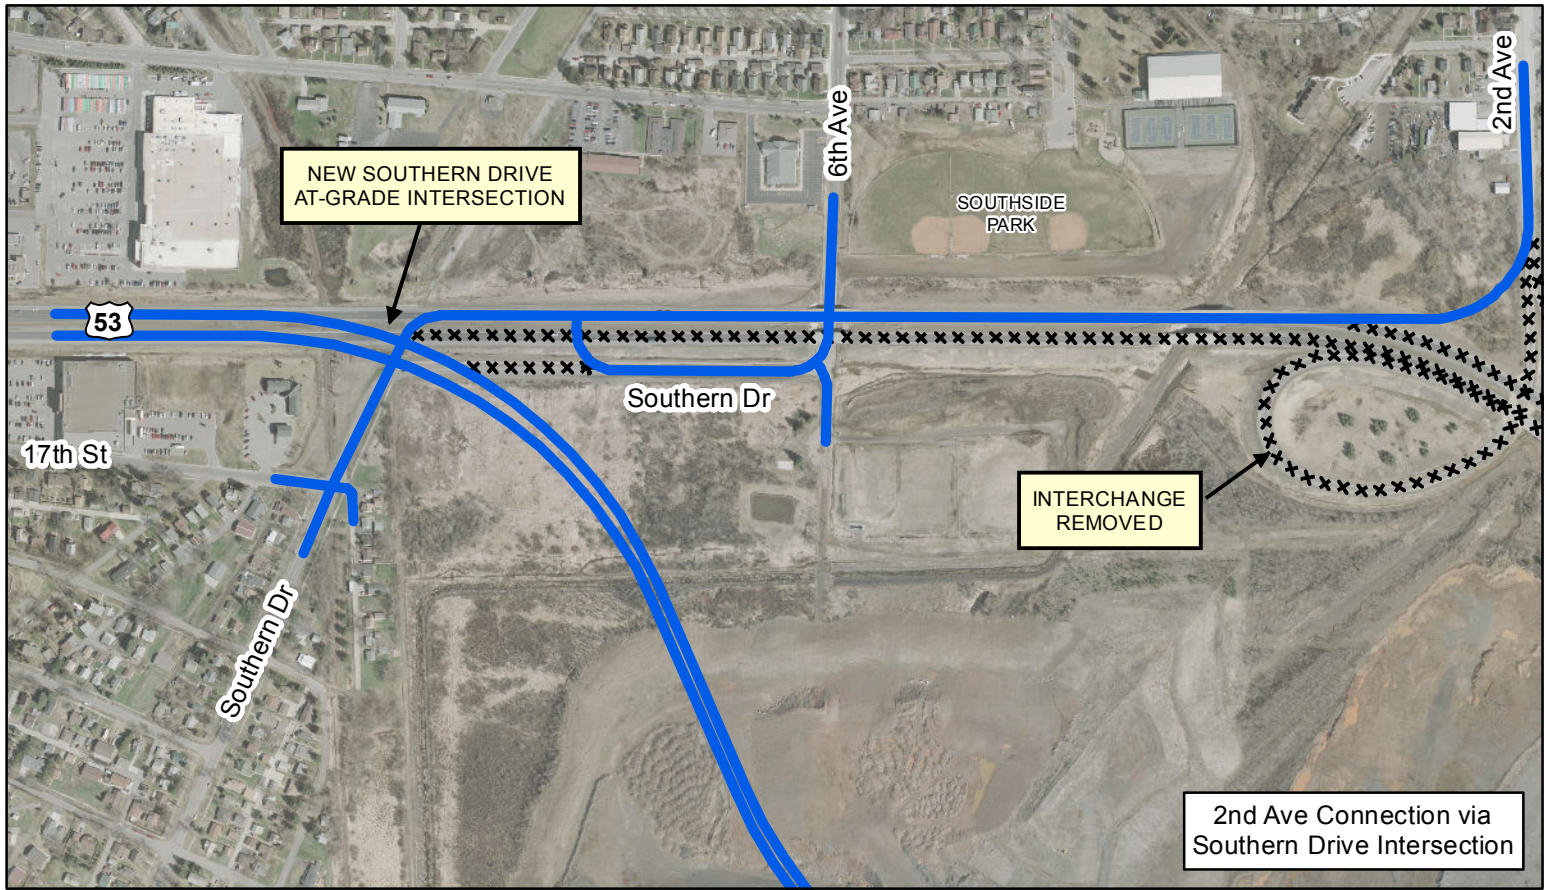 2nd Ave
6th Ave
NEW SOUTHERN DRIVE
AT-GRADE INTERSECTION
SOUTHSIDE
PARK
53
Southern Dr
17th St
INTERCHANGE
REMOVED
Southern Dr
2nd Ave Connection via
Southern Drive Intersection